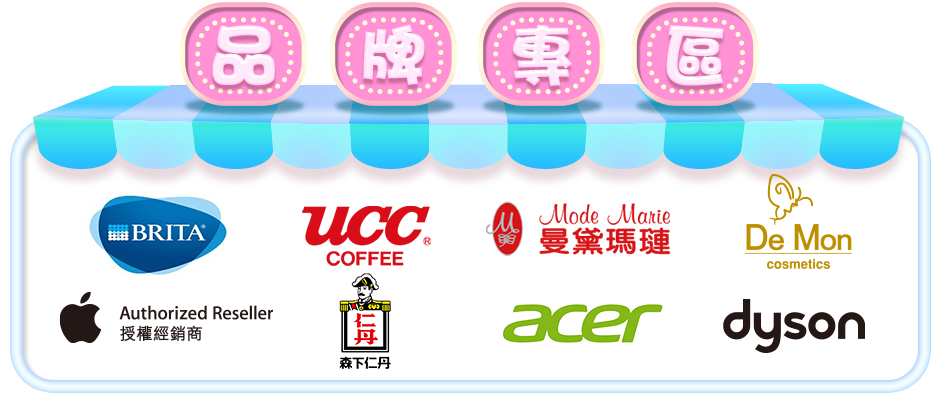 品牌專區
BRITA®
UCC®
COFFEE
M
Mode Marie
曼黛瑪璉
De Mon
cosmetics
Authorized Reseller
授權經銷商
仁丹
森下仁丹
acer
dyson